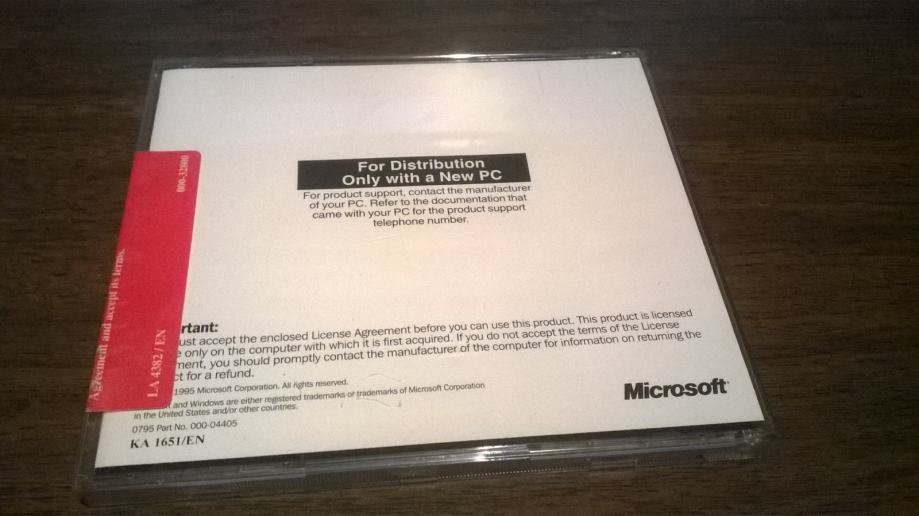 For Distribution
Only with a New PC
For product support, contact the manufacturer
of your PC. Refer to the documentation that
came with your PC for the product support
telephone number.
000-32800
Agreement and accept its terms.
LA 4382 / EN
rtant:
ust accept the enclosed License Agreement before you can use this product. This product is licensed
e only on the computer with which it is first acquired. If you do not accept the terms of the License
ment, you should promptly contact the manufacturer of the computer for information on returning the
ct for a refund.
1995 Microsoft Corporation. All rights reserved.
t and Windows are either registered trademarks or trademarks of Microsoft Corporation
in the United States and/or other countries.
0795 Part No. 000-04405
KA 1651/EN
Microsoft